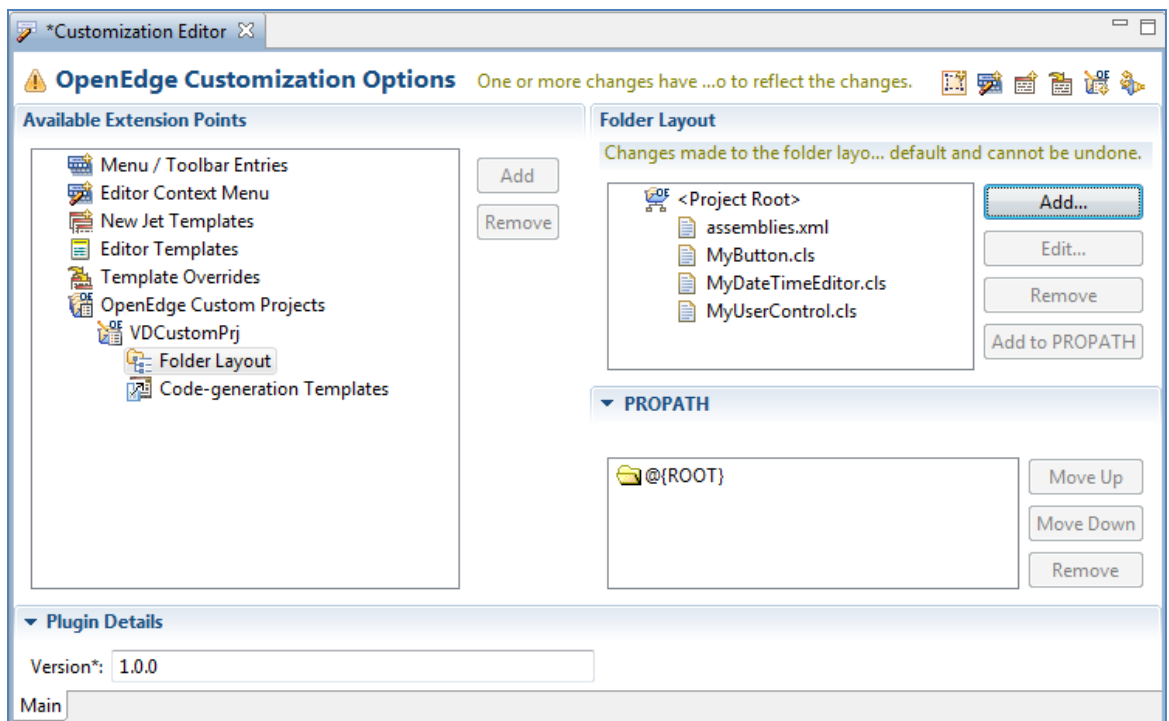 *Customization Editor
OpenEdge Customization Options One or more changes have ...o to reflect the changes.
Available Extension Points
Menu / Toolbar Entries
Editor Context Menu
New Jet Templates
Editor Templates
Template Overrides
OpenEdge Custom Projects
VDCustomPrj
Folder Layout
Code-generation Templates
Add
Remove
Folder Layout
Changes made to the folder layo... default and cannot be undone.
<Project Root>
assemblies.xml
MyButton.cls
MyDateTimeEditor.cls
MyUserControl.cls
Add...
Edit...
Remove
Add to PROPATH
PROPATH
@{ROOT}
Move Up
Move Down
Remove
Plugin Details
Version*: 1.0.0
Main